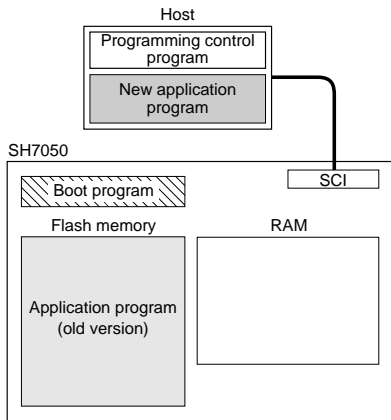 Host
Programming control
program
New application
program
SH7050
SCI
Boot program
Flash memory
RAM
Application program
(old version)